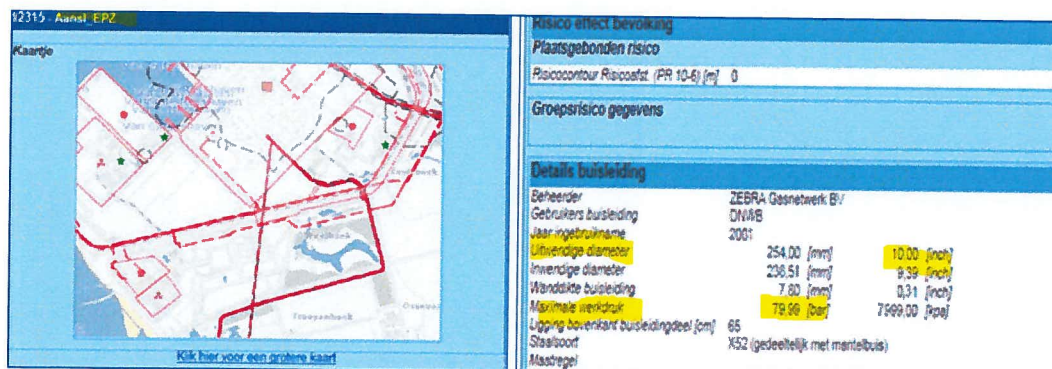 12315 - Aansl_EPZ
Kaartje
Klik hier voor een grotere kaart
Risico effect bevolking
Plaatsgebonden risico
Risicocontour Risicoafst. (PR 10-6) [m] 0
Groepsrisico gegevens
Details buisleiding
Beheerder ZEBRA Gasnetwerk BV
Gebruikers buisleiding DNWB
Jaar ingebruikname 2001
Uitwendige diameter 254,00 [mm] 10,00 [inch]
Inwendige diameter 238,51 [mm] 9,39 [inch]
Wanddikte buisleiding 7,80 [mm] 0,31 [inch]
Maximale werkdruk 79,99 [bar] 7999,00 [kpa]
Ligging bovenkant buisleidingdeel [cm] 65
Staalsoort X52 (gedeeltelijk met mantelbuis)
Maatregel